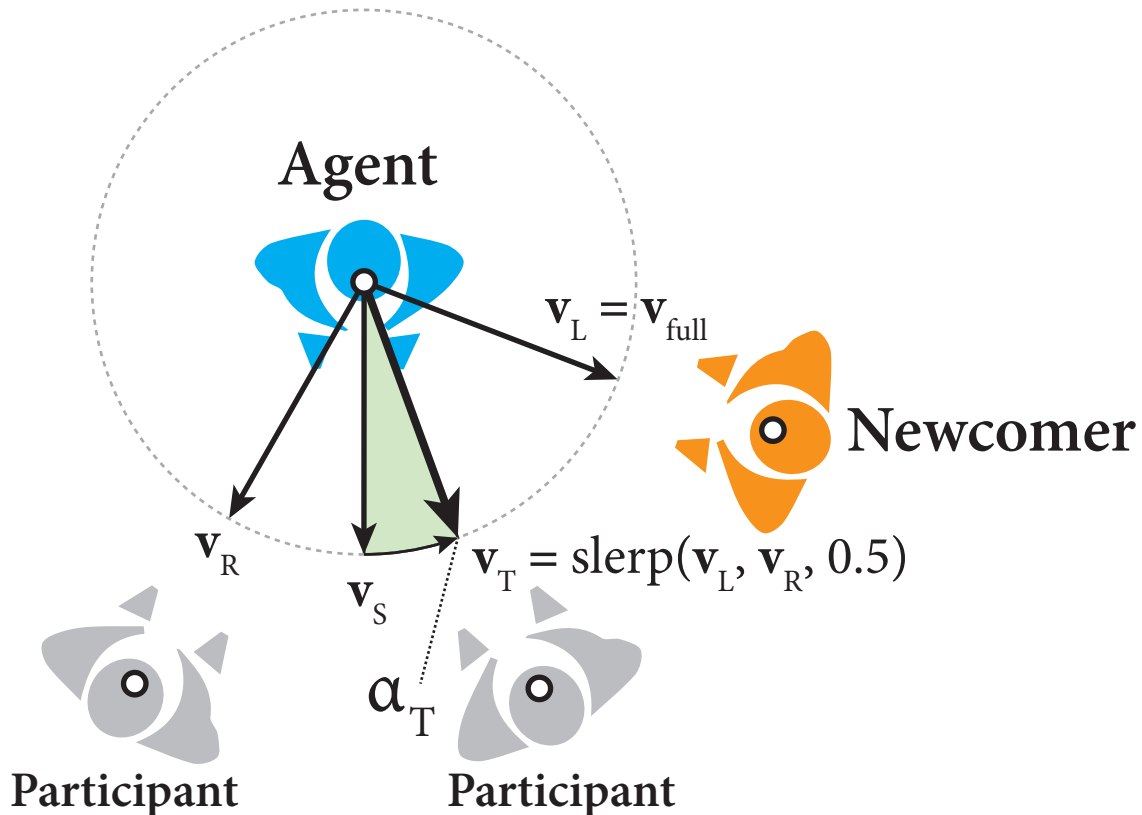 Agent
v_L = v_full
Newcomer
v_R
v_T = slerp(v_L, v_R, 0.5)
v_S
α_T
Participant
Participant